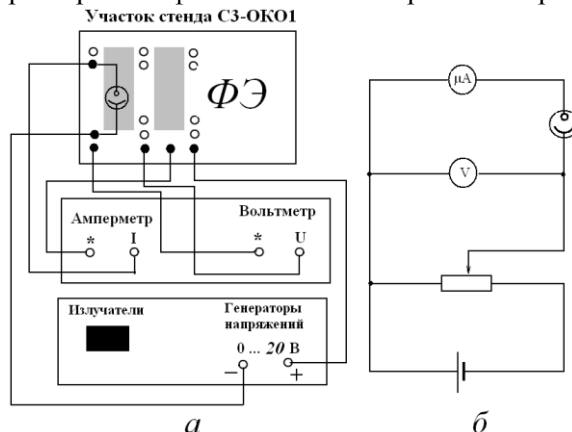 Участок стенда С3-ОКО1
ФЭ
Амперметр
Вольтметр
* I
* U
Излучатели
Генераторы
напряжений
0 ... 20 В
– +
а
μA
V
б